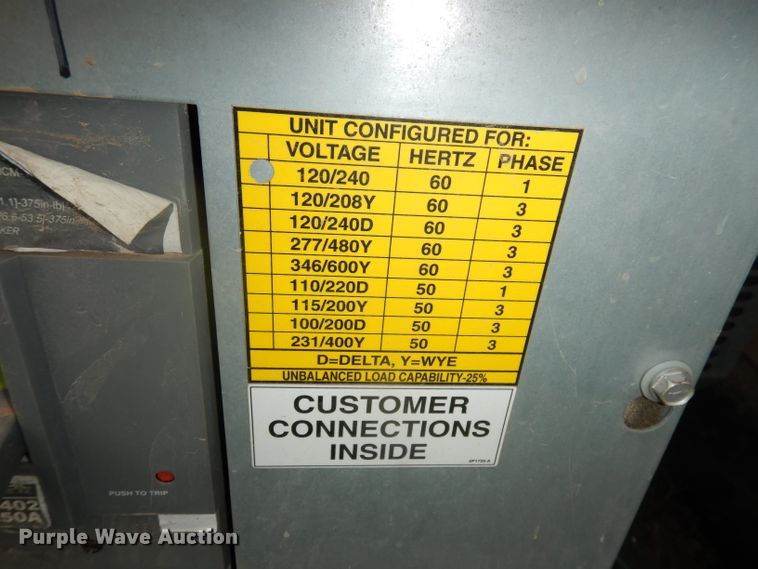 UNIT CONFIGURED FOR:
VOLTAGE HERTZ PHASE
120/240 60 1
120/208Y 60 3
120/240D 60 3
277/480Y 60 3
346/600Y 60 3
110/220D 50 1
115/200Y 50 3
100/200D 50 3
231/400Y 50 3
D=DELTA, Y=WYE
UNBALANCED LOAD CAPABILITY-25%
CUSTOMER
CONNECTIONS
INSIDE
PUSH TO TRIP
402
50A
Purple Wave Auction